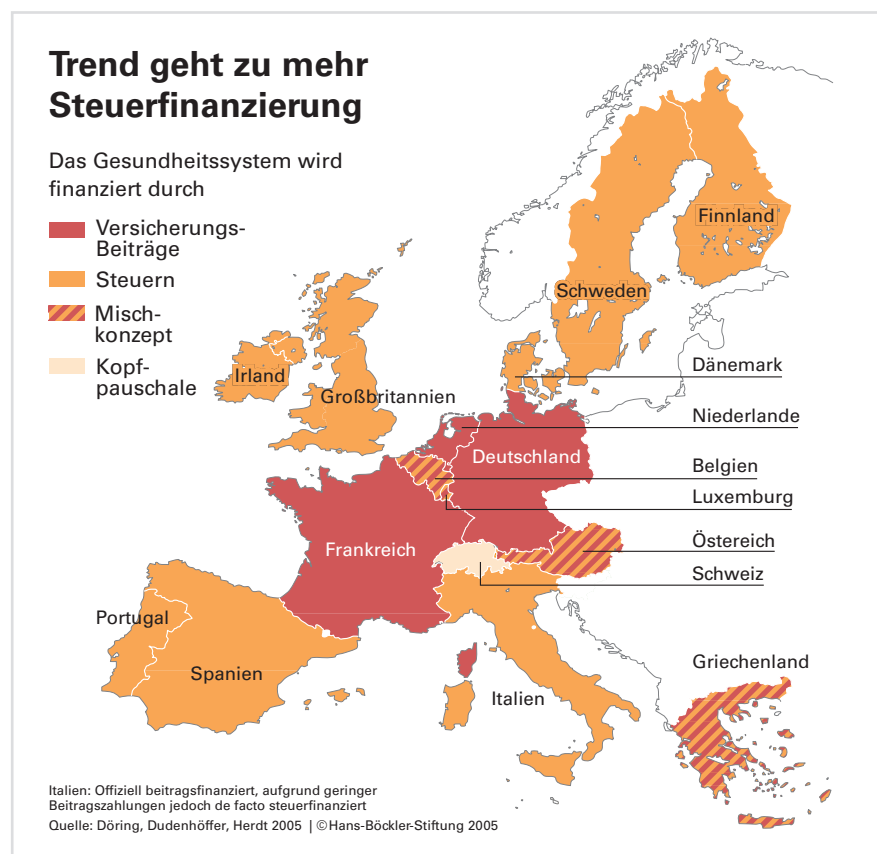 Trend geht zu mehr
Steuerfinanzierung
Das Gesundheitssystem wird
finanziert durch
Versicherungs-
Beiträge
Steuern
Misch-
konzept
Kopf-
pauschale
Finnland
Schweden
Irland
Großbritannien
Dänemark
Niederlande
Deutschland
Belgien
Luxemburg
Frankreich
Östereich
Schweiz
Portugal
Spanien
Italien
Griechenland
Italien: Offiziell beitragsfinanziert, aufgrund geringer
Beitragszahlungen jedoch de facto steuerfinanziert
Quelle: Döring, Dudenhöffer, Herdt 2005 | ©Hans-Böckler-Stiftung 2005